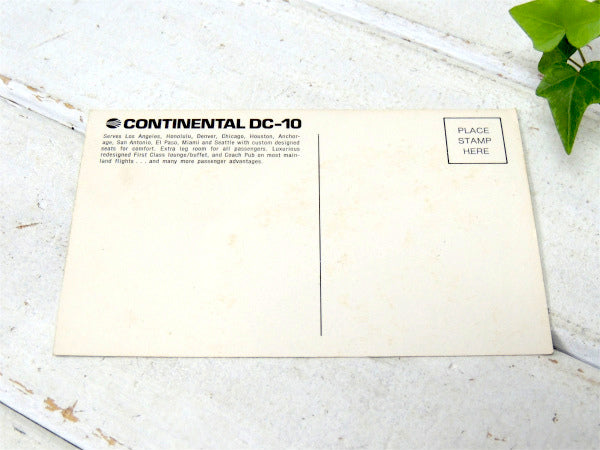 CONTINENTAL DC-10
Serves Los Angeles, Honolulu, Denver, Chicago, Houston, Anchor-
age, San Antonio, El Paso, Miami and Seattle with custom designed
seats for comfort. Extra leg room for all passengers. Luxurious
redesigned First Class lounge/buffet, and Coach Pub on most main-
land flights . . . and many more passenger advantages.
PLACE
STAMP
HERE